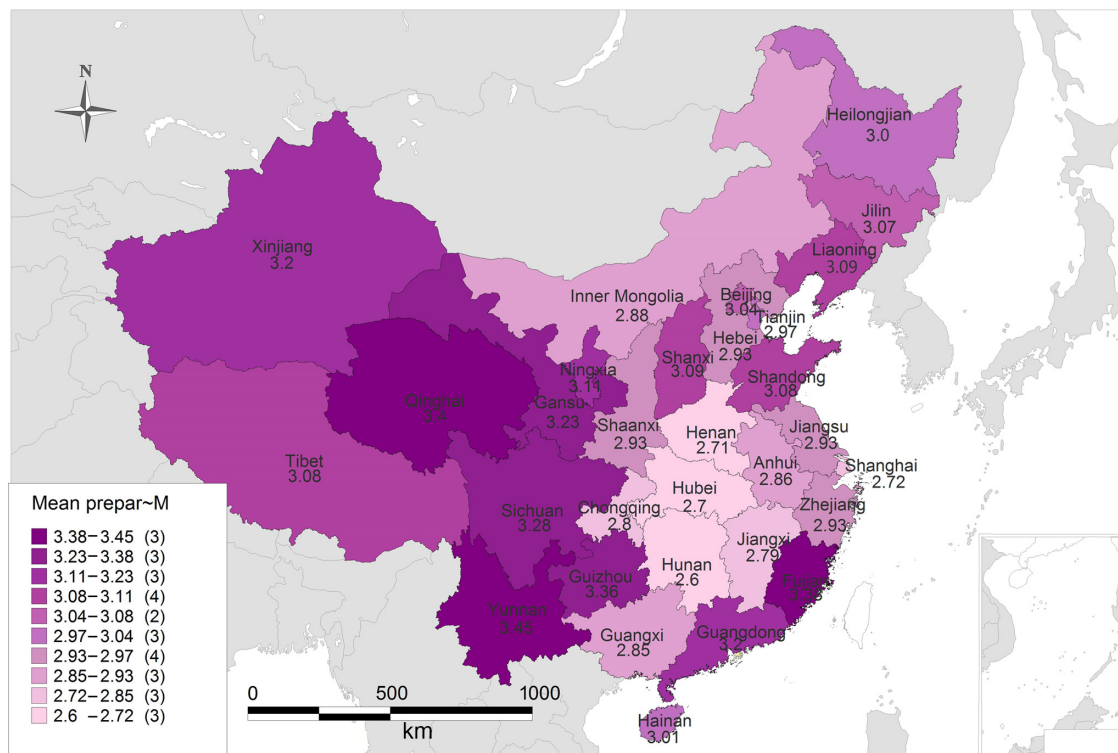 N
Heilongjian
3.0
Jilin
3.07
Liaoning
3.09
Xinjiang
3.2
Inner Mongolia
2.88
Beijing
3.04
Tianjin
2.97
Hebei
2.93
Shanxi
3.09
Shandong
3.08
Ningxia
3.11
Qinghai
3.4
Gansu
3.23
Shaanxi
2.93
Henan
2.71
Jiangsu
2.93
Anhui
2.86
Shanghai
2.72
Tibet
3.08
Hubei
2.7
Zhejiang
2.93
Sichuan
3.28
Chongqing
2.8
Jiangxi
2.79
Hunan
2.6
Guizhou
3.36
Fujian
3.38
Yunnan
3.45
Guangxi
2.85
Guangdong
3.2
Hainan
3.01
Mean prepar~M
3.38–3.45 (3)
3.23–3.38 (3)
3.11–3.23 (3)
3.08–3.11 (4)
3.04–3.08 (2)
2.97–3.04 (3)
2.93–2.97 (4)
2.85–2.93 (3)
2.72–2.85 (3)
2.6 –2.72 (3)
0 500 1000
km